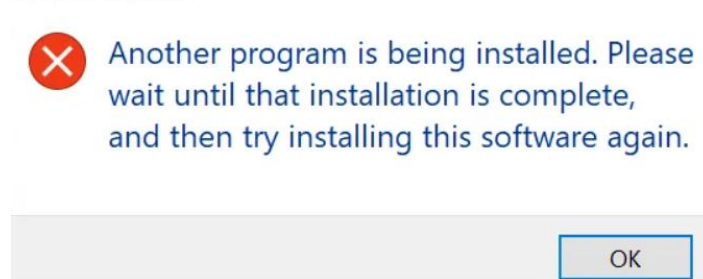 Another program is being installed. Please
wait until that installation is complete,
and then try installing this software again.
OK